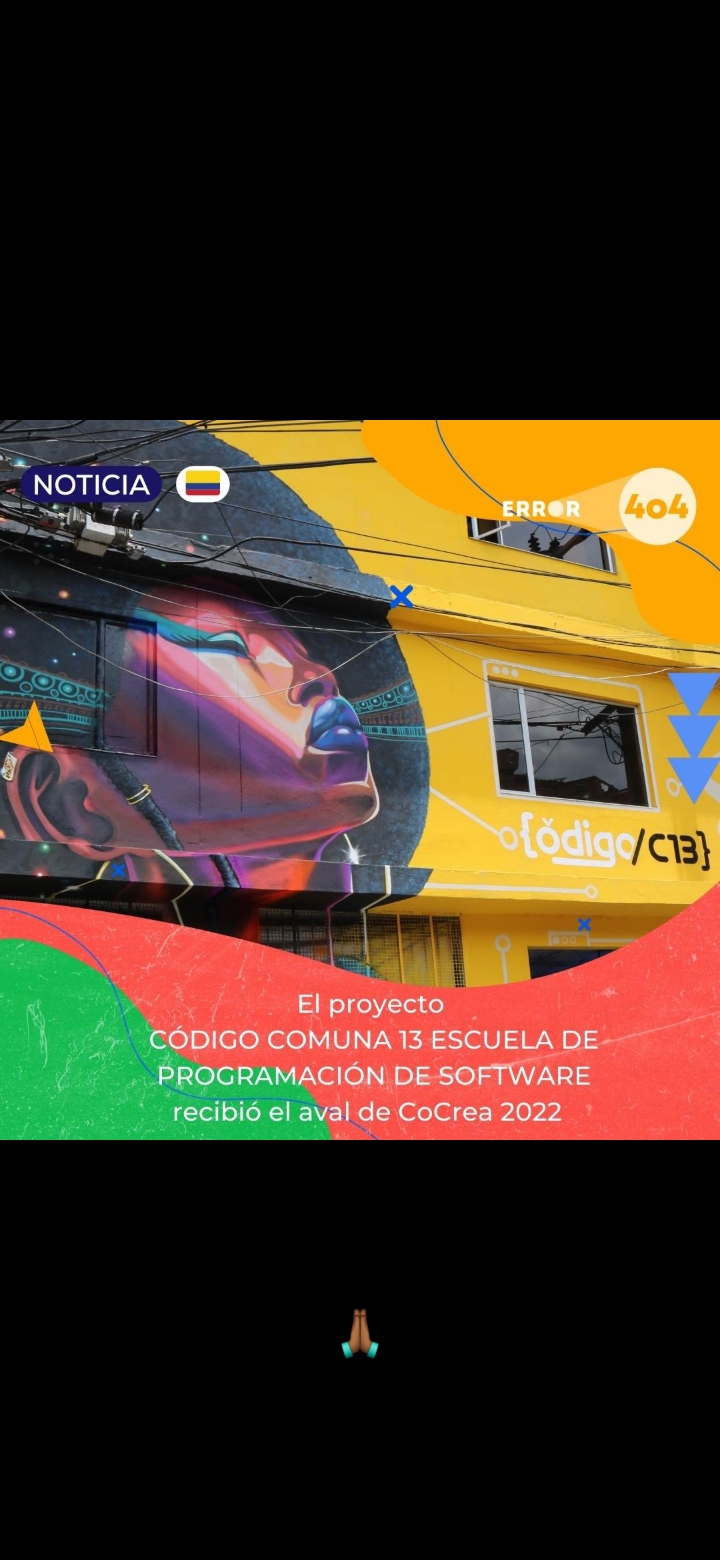 NOTICIA
ERROR 404
{ŏdigo/C13}
El proyecto
CÓDIGO COMUNA 13 ESCUELA DE
PROGRAMACIÓN DE SOFTWARE
recibió el aval de CoCrea 2022